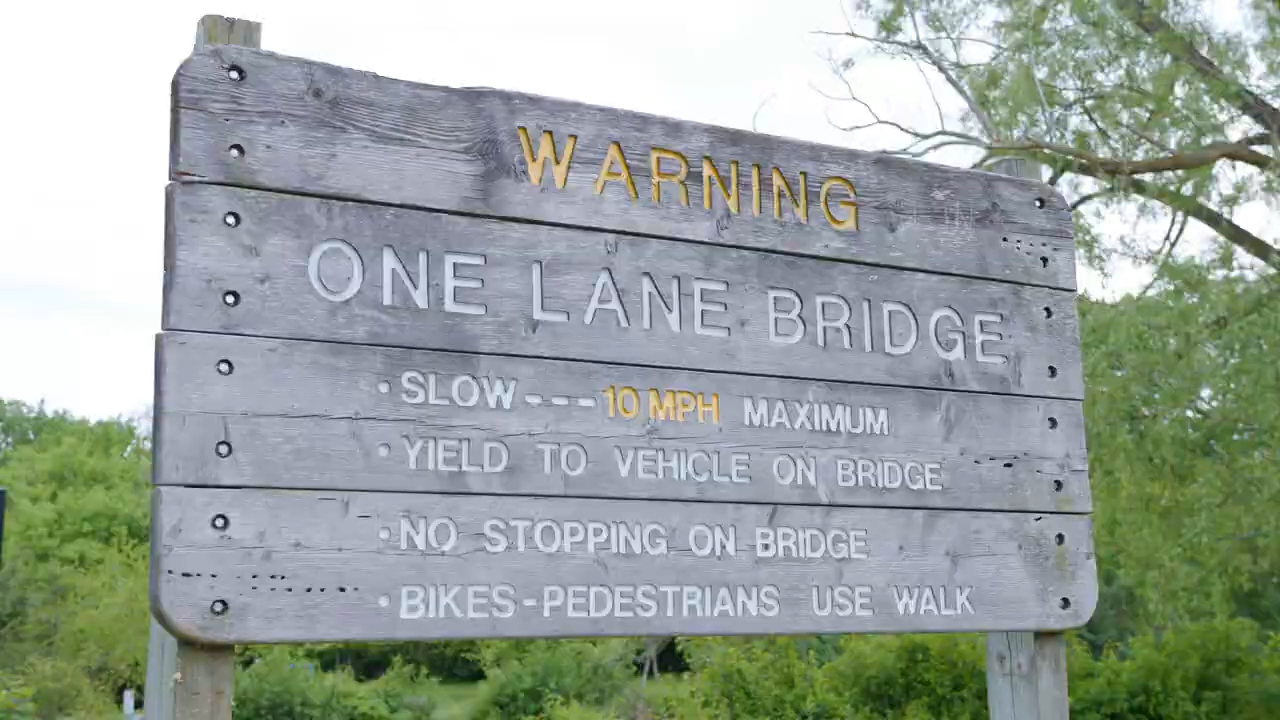 WARNING
ONE LANE BRIDGE
• SLOW---10 MPH MAXIMUM
• YIELD TO VEHICLE ON BRIDGE
• NO STOPPING ON BRIDGE
• BIKES-PEDESTRIANS USE WALK